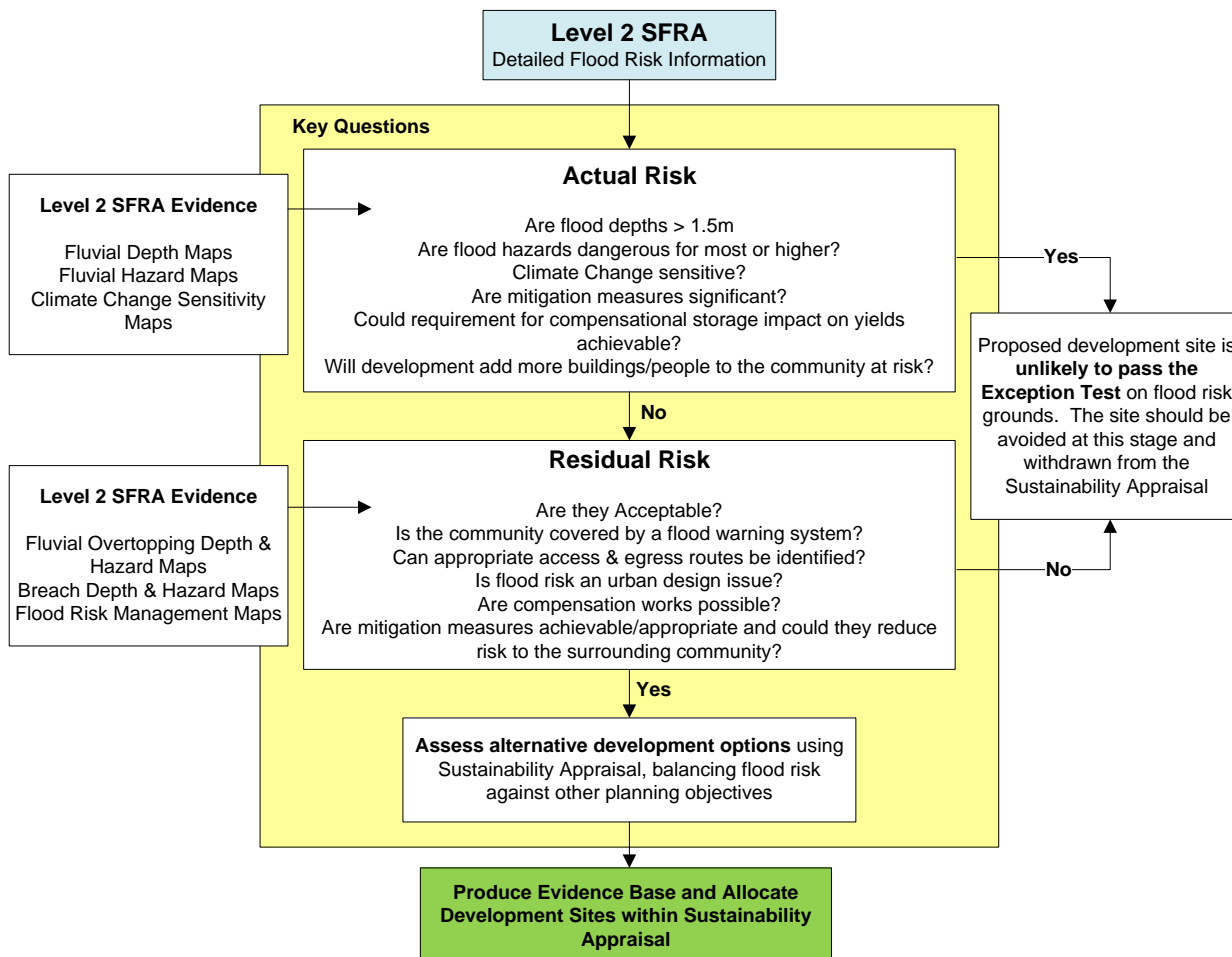 Level 2 SFRA
Detailed Flood Risk Information
Key Questions
Actual Risk
Are flood depths > 1.5m
Are flood hazards dangerous for most or higher?
Climate Change sensitive?
Are mitigation measures significant?
Could requirement for compensational storage impact on yields
achievable?
Will development add more buildings/people to the community at risk?
Level 2 SFRA Evidence
Fluvial Depth Maps
Fluvial Hazard Maps
Climate Change Sensitivity
Maps
Yes
Proposed development site is
unlikely to pass the
Exception Test on flood risk
grounds. The site should be
avoided at this stage and
withdrawn from the
Sustainability Appraisal
No
Residual Risk
Are they Acceptable?
Is the community covered by a flood warning system?
Can appropriate access & egress routes be identified?
Is flood risk an urban design issue?
Are compensation works possible?
Are mitigation measures achievable/appropriate and could they reduce
risk to the surrounding community?
Level 2 SFRA Evidence
Fluvial Overtopping Depth &
Hazard Maps
Breach Depth & Hazard Maps
Flood Risk Management Maps
No
Yes
Assess alternative development options using
Sustainability Appraisal, balancing flood risk
against other planning objectives
Produce Evidence Base and Allocate
Development Sites within Sustainability
Appraisal